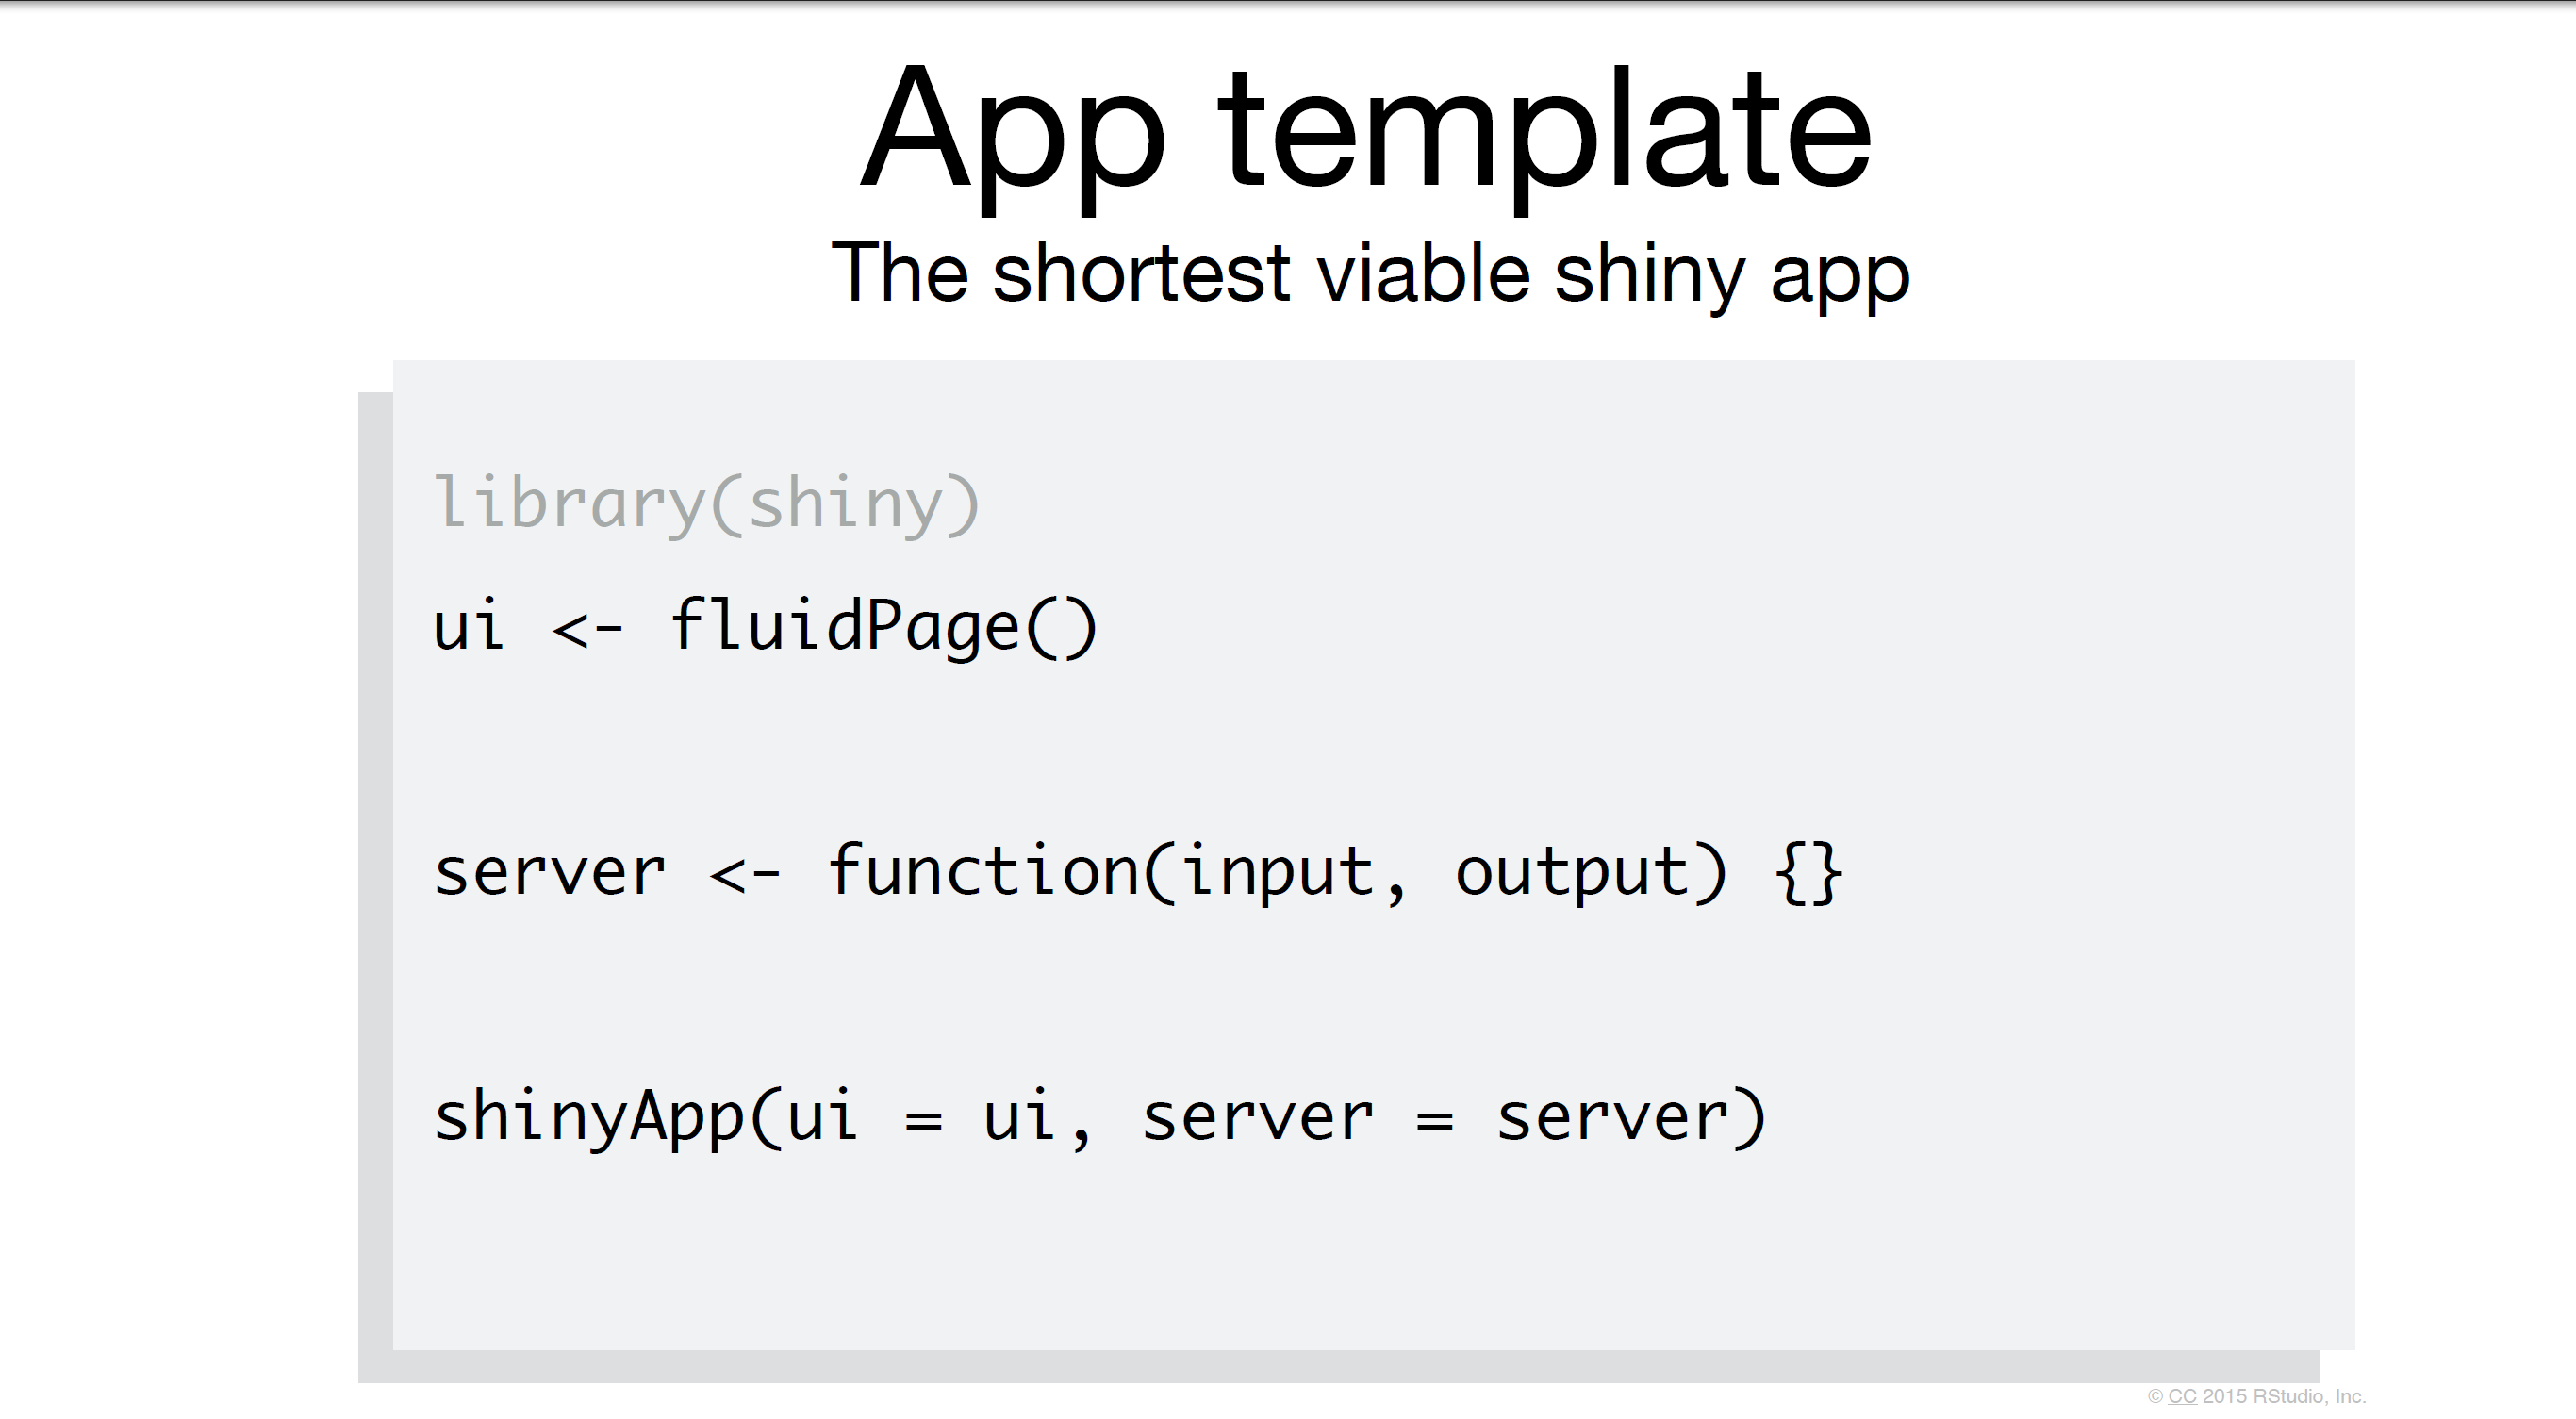 App template
The shortest viable shiny app
library(shiny)
ui <- fluidPage()
server <- function(input, output) {}
shinyApp(ui = ui, server = server)
© CC 2015 RStudio, Inc.